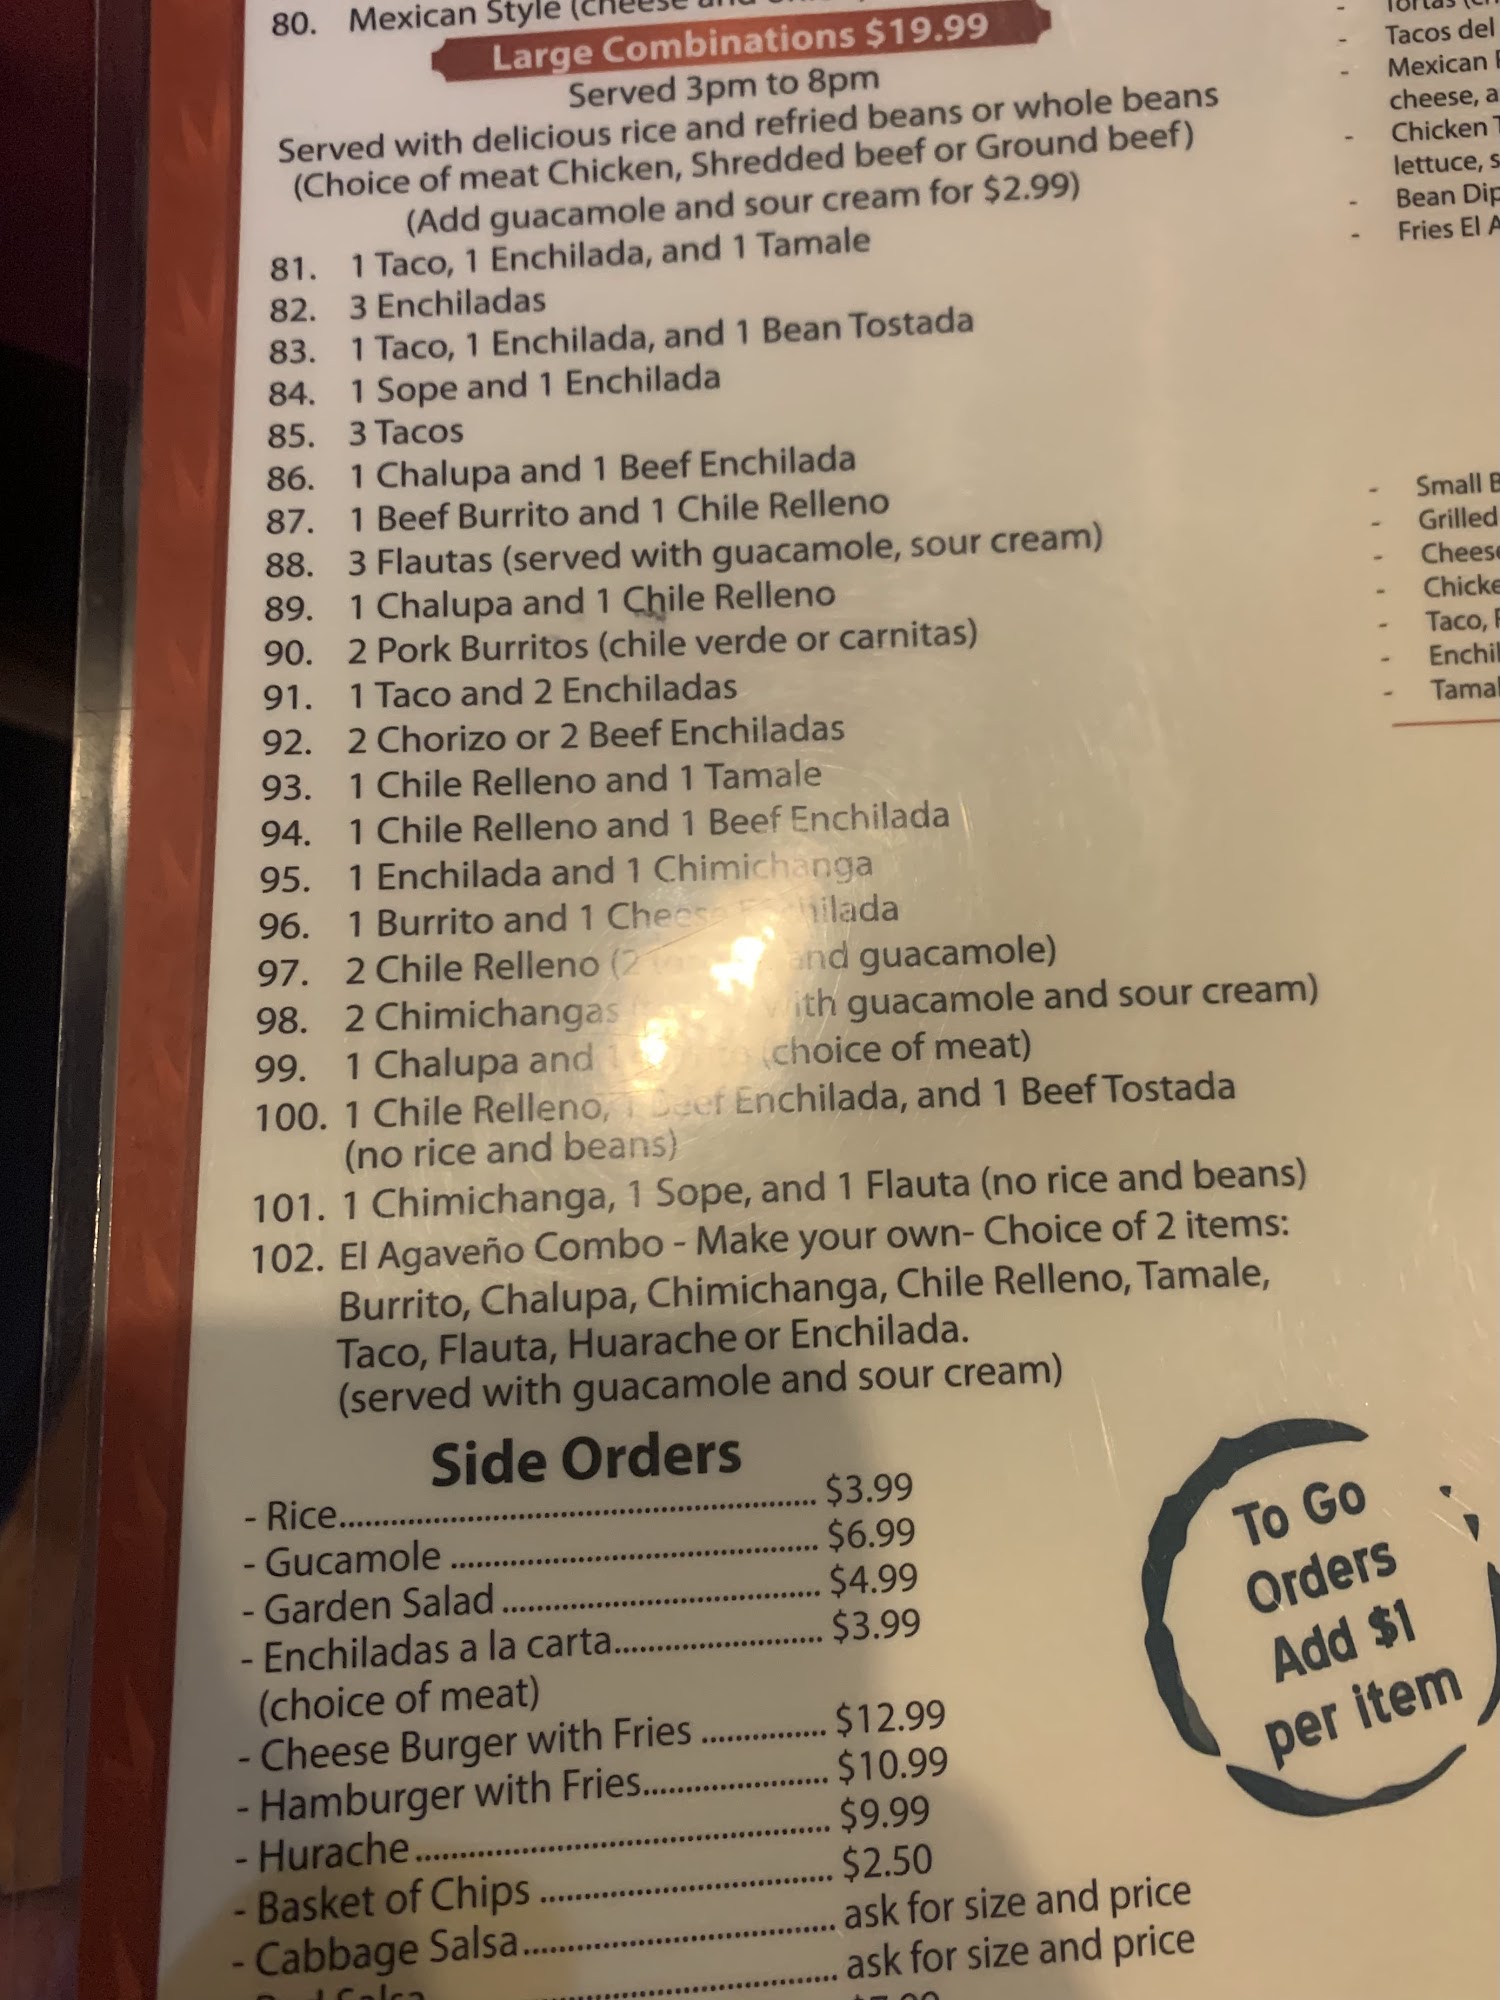 80. Mexican Style (cheese and
Large Combinations $19.99
Served 3pm to 8pm
Served with delicious rice and refried beans or whole beans
(Choice of meat Chicken, Shredded beef or Ground beef)
(Add guacamole and sour cream for $2.99)
81. 1 Taco, 1 Enchilada, and 1 Tamale
82. 3 Enchiladas
83. 1 Taco, 1 Enchilada, and 1 Bean Tostada
84. 1 Sope and 1 Enchilada
85. 3 Tacos
86. 1 Chalupa and 1 Beef Enchilada
87. 1 Beef Burrito and 1 Chile Relleno
88. 3 Flautas (served with guacamole, sour cream)
89. 1 Chalupa and 1 Chile Relleno
90. 2 Pork Burritos (chile verde or carnitas)
91. 1 Taco and 2 Enchiladas
92. 2 Chorizo or 2 Beef Enchiladas
93. 1 Chile Relleno and 1 Tamale
94. 1 Chile Relleno and 1 Beef Enchilada
95. 1 Enchilada and 1 Chimichanga
96. 1 Burrito and 1 Cheese Enchilada
97. 2 Chile Relleno (2 and guacamole)
98. 2 Chimichangas with guacamole and sour cream)
99. 1 Chalupa and 1 (choice of meat)
100. 1 Chile Relleno, 1 Beef Enchilada, and 1 Beef Tostada
(no rice and beans)
101. 1 Chimichanga, 1 Sope, and 1 Flauta (no rice and beans)
102. El Agaveño Combo - Make your own- Choice of 2 items:
Burrito, Chalupa, Chimichanga, Chile Relleno, Tamale,
Taco, Flauta, Huarache or Enchilada.
(served with guacamole and sour cream)
Side Orders
- Rice.......... $3.99
- Gucamole .......... $6.99
- Garden Salad .......... $4.99
- Enchiladas a la carta.......... $3.99
(choice of meat)
- Cheese Burger with Fries .......... $12.99
- Hamburger with Fries.......... $10.99
- Hurache.......... $9.99
- Basket of Chips .......... $2.50
- Cabbage Salsa.......... ask for size and price
Salsa .......... ask for size and price
To Go
Orders
Add $1
per item
- Tacos del
- Mexican
cheese,
- Chicken
lettuce,
- Bean Dip
- Fries El
- Small
- Grilled
-
-
- Taco,
-
-